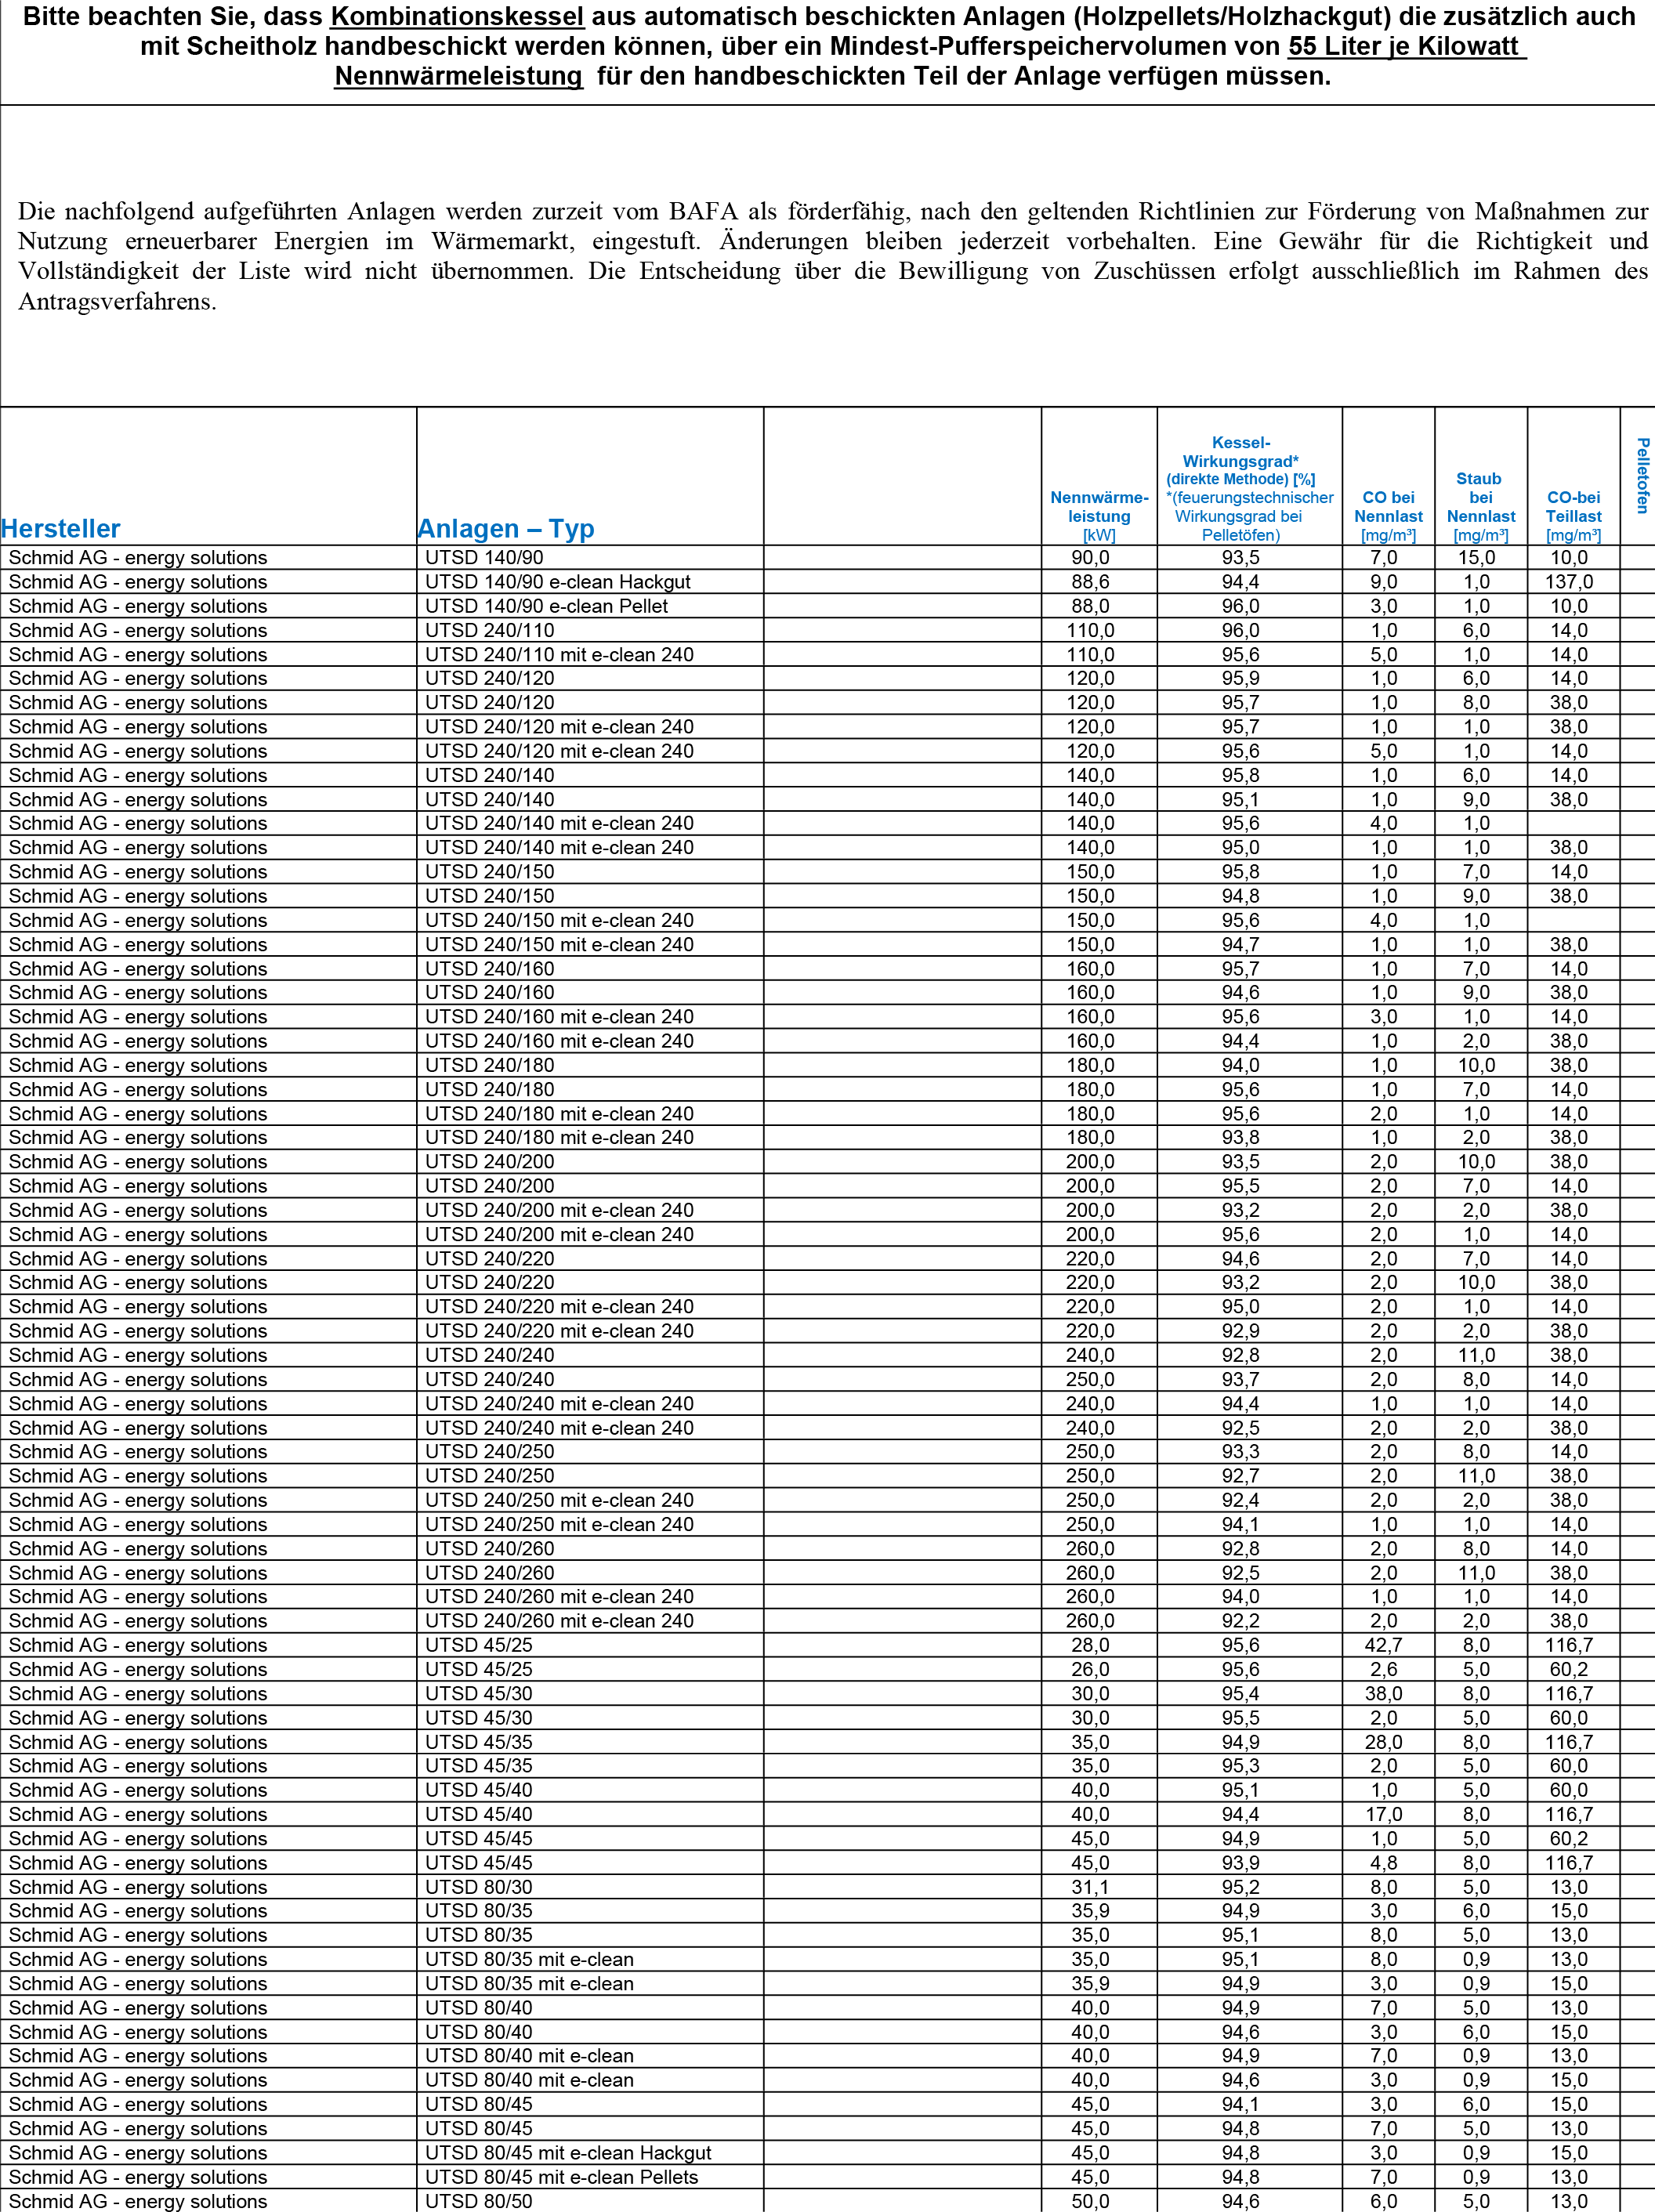 Bitte beachten Sie, dass Kombinationskessel aus automatisch beschickten Anlagen (Holzpellets/Holzhackgut) die zusätzlich auch
mit Scheitholz handbeschickt werden können, über ein Mindest-Pufferspeichervolumen von 55 Liter je Kilowatt
Nennwärmeleistung für den handbeschickten Teil der Anlage verfügen müssen.
Die nachfolgend aufgeführten Anlagen werden zurzeit vom BAFA als förderfähig, nach den geltenden Richtlinien zur Förderung von Maßnahmen zur
Nutzung erneuerbarer Energien im Wärmemarkt, eingestuft. Änderungen bleiben jederzeit vorbehalten. Eine Gewähr für die Richtigkeit und
Vollständigkeit der Liste wird nicht übernommen. Die Entscheidung über die Bewilligung von Zuschüssen erfolgt ausschließlich im Rahmen des
Antragsverfahrens.
Hersteller
Anlagen – Typ
Nennwärme-
leistung
[kW]
Kessel-
Wirkungsgrad*
(direkte Methode) [%]
*(feuerungstechnischer
Wirkungsgrad bei
Pelletöfen)
CO bei
Nennlast
[mg/m³]
Staub
bei
Nennlast
[mg/m³]
CO-bei
Teillast
[mg/m³]
Pelletofen
Schmid AG - energy solutions UTSD 140/90 90,0 93,5 7,0 15,0 10,0
Schmid AG - energy solutions UTSD 140/90 e-clean Hackgut 88,6 94,4 9,0 1,0 137,0
Schmid AG - energy solutions UTSD 140/90 e-clean Pellet 88,0 96,0 3,0 1,0 10,0
Schmid AG - energy solutions UTSD 240/110 110,0 96,0 1,0 6,0 14,0
Schmid AG - energy solutions UTSD 240/110 mit e-clean 240 110,0 95,6 5,0 1,0 14,0
Schmid AG - energy solutions UTSD 240/120 120,0 95,9 1,0 6,0 14,0
Schmid AG - energy solutions UTSD 240/120 120,0 95,7 1,0 8,0 38,0
Schmid AG - energy solutions UTSD 240/120 mit e-clean 240 120,0 95,7 1,0 1,0 38,0
Schmid AG - energy solutions UTSD 240/120 mit e-clean 240 120,0 95,6 5,0 1,0 14,0
Schmid AG - energy solutions UTSD 240/140 140,0 95,8 1,0 6,0 14,0
Schmid AG - energy solutions UTSD 240/140 140,0 95,1 1,0 9,0 38,0
Schmid AG - energy solutions UTSD 240/140 mit e-clean 240 140,0 95,6 4,0 1,0
Schmid AG - energy solutions UTSD 240/140 mit e-clean 240 140,0 95,0 1,0 1,0 38,0
Schmid AG - energy solutions UTSD 240/150 150,0 95,8 1,0 7,0 14,0
Schmid AG - energy solutions UTSD 240/150 150,0 94,8 1,0 9,0 38,0
Schmid AG - energy solutions UTSD 240/150 mit e-clean 240 150,0 95,6 4,0 1,0
Schmid AG - energy solutions UTSD 240/150 mit e-clean 240 150,0 94,7 1,0 1,0 38,0
Schmid AG - energy solutions UTSD 240/160 160,0 95,7 1,0 7,0 14,0
Schmid AG - energy solutions UTSD 240/160 160,0 94,6 1,0 9,0 38,0
Schmid AG - energy solutions UTSD 240/160 mit e-clean 240 160,0 95,6 3,0 1,0 14,0
Schmid AG - energy solutions UTSD 240/160 mit e-clean 240 160,0 94,4 1,0 2,0 38,0
Schmid AG - energy solutions UTSD 240/180 180,0 94,0 1,0 10,0 38,0
Schmid AG - energy solutions UTSD 240/180 180,0 95,6 1,0 7,0 14,0
Schmid AG - energy solutions UTSD 240/180 mit e-clean 240 180,0 95,6 2,0 1,0 14,0
Schmid AG - energy solutions UTSD 240/180 mit e-clean 240 180,0 93,8 1,0 2,0 38,0
Schmid AG - energy solutions UTSD 240/200 200,0 93,5 2,0 10,0 38,0
Schmid AG - energy solutions UTSD 240/200 200,0 95,5 2,0 7,0 14,0
Schmid AG - energy solutions UTSD 240/200 mit e-clean 240 200,0 93,2 2,0 2,0 38,0
Schmid AG - energy solutions UTSD 240/200 mit e-clean 240 200,0 95,6 2,0 1,0 14,0
Schmid AG - energy solutions UTSD 240/220 220,0 94,6 2,0 7,0 14,0
Schmid AG - energy solutions UTSD 240/220 220,0 93,2 2,0 10,0 38,0
Schmid AG - energy solutions UTSD 240/220 mit e-clean 240 220,0 95,0 2,0 1,0 14,0
Schmid AG - energy solutions UTSD 240/220 mit e-clean 240 220,0 92,9 2,0 2,0 38,0
Schmid AG - energy solutions UTSD 240/240 240,0 92,8 2,0 11,0 38,0
Schmid AG - energy solutions UTSD 240/240 250,0 93,7 2,0 8,0 14,0
Schmid AG - energy solutions UTSD 240/240 mit e-clean 240 240,0 94,4 1,0 1,0 14,0
Schmid AG - energy solutions UTSD 240/240 mit e-clean 240 240,0 92,5 2,0 2,0 38,0
Schmid AG - energy solutions UTSD 240/250 250,0 93,3 2,0 8,0 14,0
Schmid AG - energy solutions UTSD 240/250 250,0 92,7 2,0 11,0 38,0
Schmid AG - energy solutions UTSD 240/250 mit e-clean 240 250,0 92,4 2,0 2,0 38,0
Schmid AG - energy solutions UTSD 240/250 mit e-clean 240 250,0 94,1 1,0 1,0 14,0
Schmid AG - energy solutions UTSD 240/260 260,0 92,8 2,0 8,0 14,0
Schmid AG - energy solutions UTSD 240/260 260,0 92,5 2,0 11,0 38,0
Schmid AG - energy solutions UTSD 240/260 mit e-clean 240 260,0 94,0 1,0 1,0 14,0
Schmid AG - energy solutions UTSD 240/260 mit e-clean 240 260,0 92,2 2,0 2,0 38,0
Schmid AG - energy solutions UTSD 45/25 28,0 95,6 42,7 8,0 116,7
Schmid AG - energy solutions UTSD 45/25 26,0 95,6 2,6 5,0 60,2
Schmid AG - energy solutions UTSD 45/30 30,0 95,4 38,0 8,0 116,7
Schmid AG - energy solutions UTSD 45/30 30,0 95,5 2,0 5,0 60,0
Schmid AG - energy solutions UTSD 45/35 35,0 94,9 28,0 8,0 116,7
Schmid AG - energy solutions UTSD 45/35 35,0 95,3 2,0 5,0 60,0
Schmid AG - energy solutions UTSD 45/40 40,0 95,1 1,0 5,0 60,0
Schmid AG - energy solutions UTSD 45/40 40,0 94,4 17,0 8,0 116,7
Schmid AG - energy solutions UTSD 45/45 45,0 94,9 1,0 5,0 60,2
Schmid AG - energy solutions UTSD 45/45 45,0 93,9 4,8 8,0 116,7
Schmid AG - energy solutions UTSD 80/30 31,1 95,2 8,0 5,0 13,0
Schmid AG - energy solutions UTSD 80/35 35,9 94,9 3,0 6,0 15,0
Schmid AG - energy solutions UTSD 80/35 35,0 95,1 8,0 5,0 13,0
Schmid AG - energy solutions UTSD 80/35 mit e-clean 35,0 95,1 8,0 0,9 13,0
Schmid AG - energy solutions UTSD 80/35 mit e-clean 35,9 94,9 3,0 0,9 15,0
Schmid AG - energy solutions UTSD 80/40 40,0 94,9 7,0 5,0 13,0
Schmid AG - energy solutions UTSD 80/40 40,0 94,6 3,0 6,0 15,0
Schmid AG - energy solutions UTSD 80/40 mit e-clean 40,0 94,9 7,0 0,9 13,0
Schmid AG - energy solutions UTSD 80/40 mit e-clean 40,0 94,6 3,0 0,9 15,0
Schmid AG - energy solutions UTSD 80/45 45,0 94,1 3,0 6,0 15,0
Schmid AG - energy solutions UTSD 80/45 45,0 94,8 7,0 5,0 13,0
Schmid AG - energy solutions UTSD 80/45 mit e-clean Hackgut 45,0 94,8 3,0 0,9 15,0
Schmid AG - energy solutions UTSD 80/45 mit e-clean Pellets 45,0 94,8 7,0 0,9 13,0
Schmid AG - energy solutions UTSD 80/50 50,0 94,6 6,0 5,0 13,0